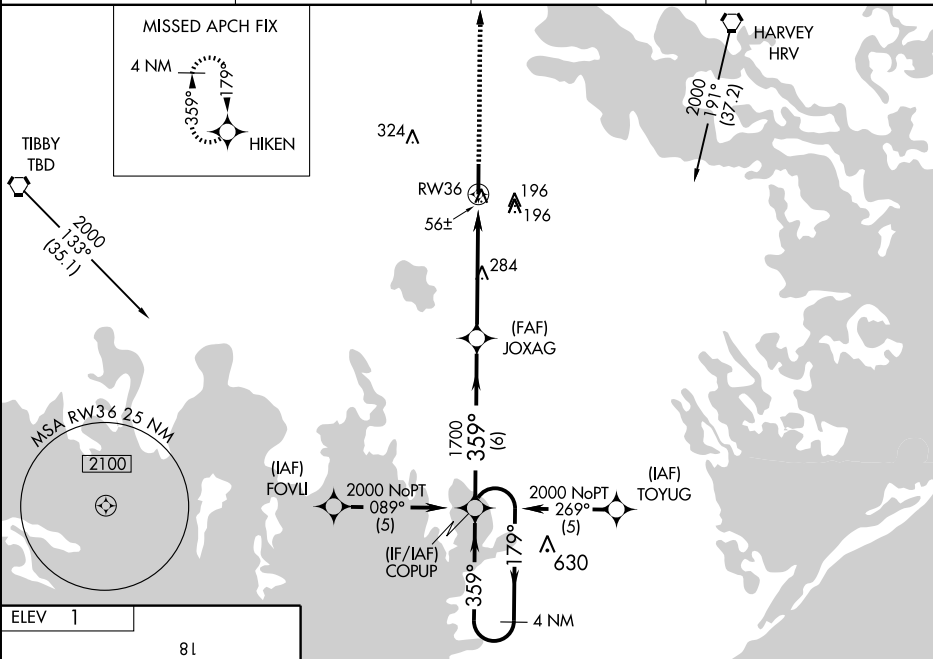 MISSED APCH FIX
4 NM
359°
179°
HIKEN
HARVEY
HRV
2000
191°
(37.2)
TIBBY
TBD
2000
133°
(35.1)
324
RW36
56±
196
196
284
(FAF)
JOXAG
1700
359°
(6)
MSA RW36 25 NM
2100
(IAF)
FOVLI
2000 NoPT
089°
(5)
2000 NoPT
269°
(5)
(IAF)
TOYUG
(IF/IAF)
COPUP
630
359°
179°
4 NM
ELEV 1
18